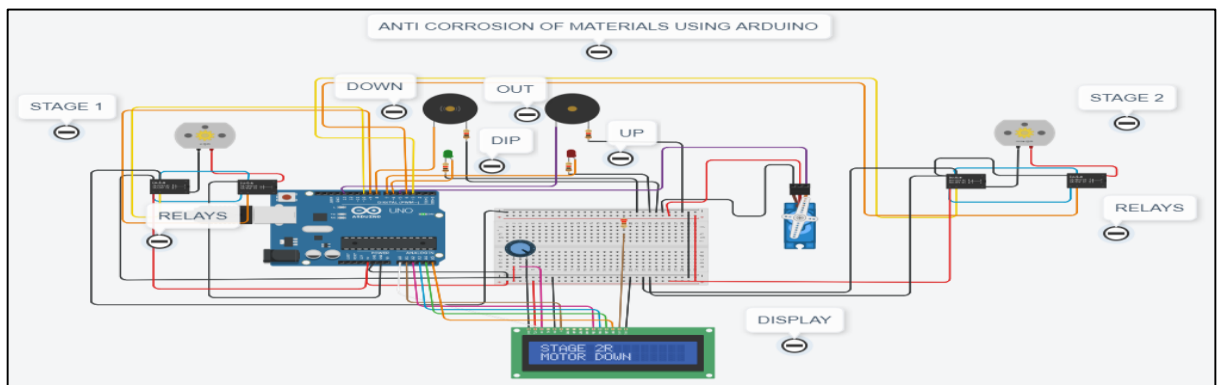 ANTI CORROSION OF MATERIALS USING ARDUINO
DOWN
OUT
STAGE 1
STAGE 2
DIP
UP
RELAYS
UNO
ARDUINO
RELAYS
DISPLAY
STAGE 2R
MOTOR DOWN